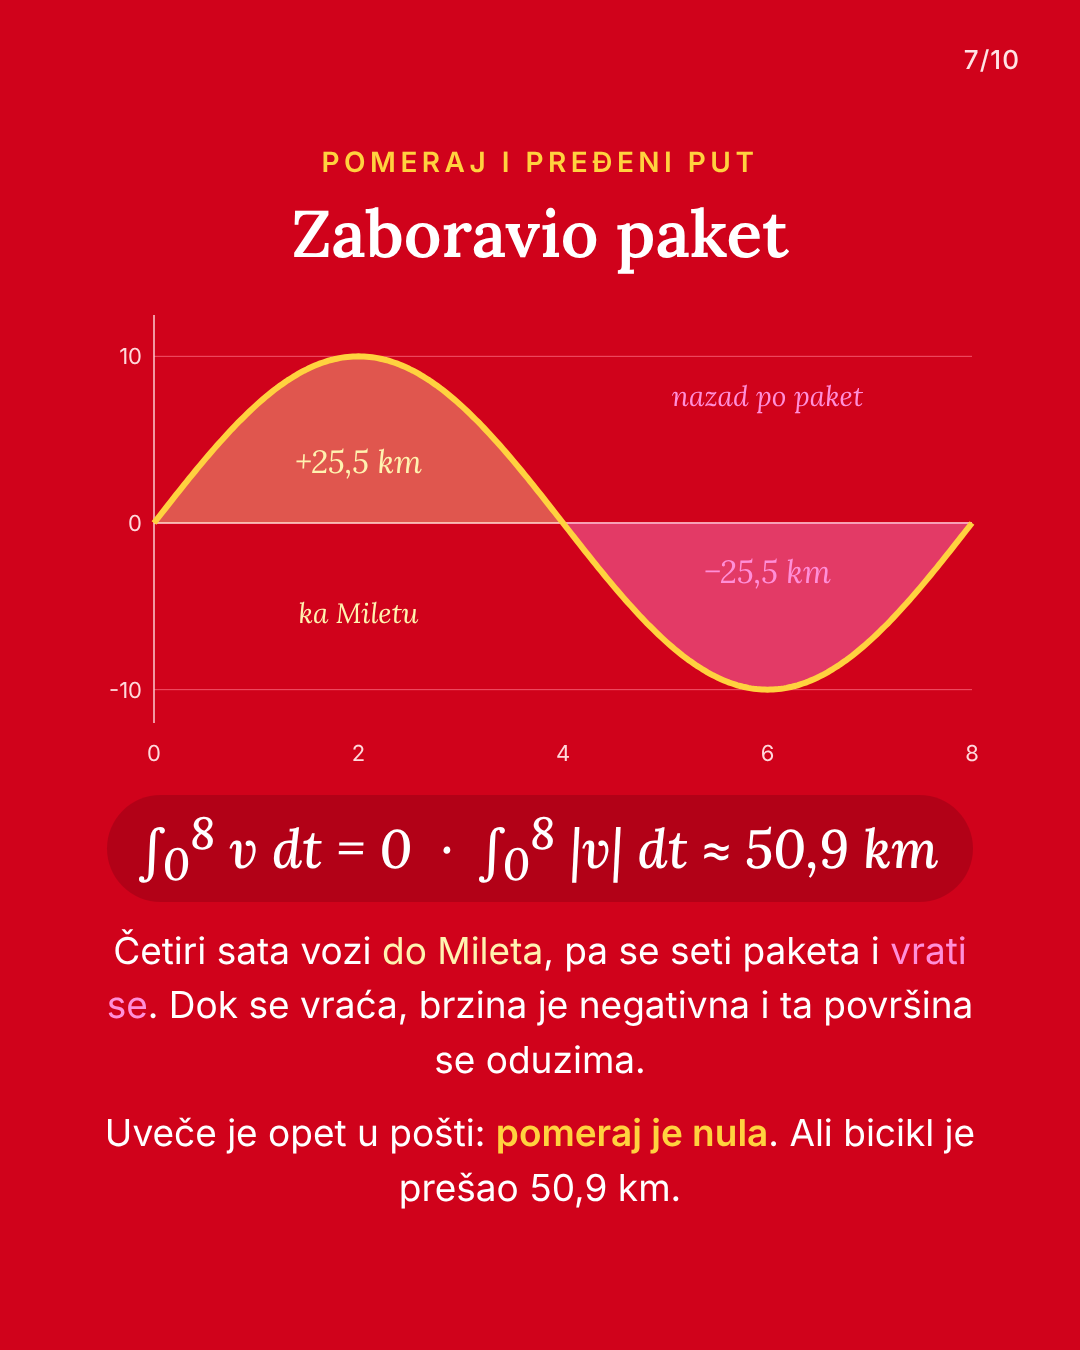 7/10
POMERAJ I PREĐENI PUT
Zaboravio paket
10
nazad po paket
+25,5 km
0
−25,5 km
ka Miletu
-10
0 2 4 6 8
∫₀⁸ v dt = 0 · ∫₀⁸ |v| dt ≈ 50,9 km
Četiri sata vozi do Mileta, pa se seti paketa i vrati
se. Dok se vraća, brzina je negativna i ta površina
se oduzima.
Uveče je opet u pošti: pomeraj je nula. Ali bicikl je
prešao 50,9 km.